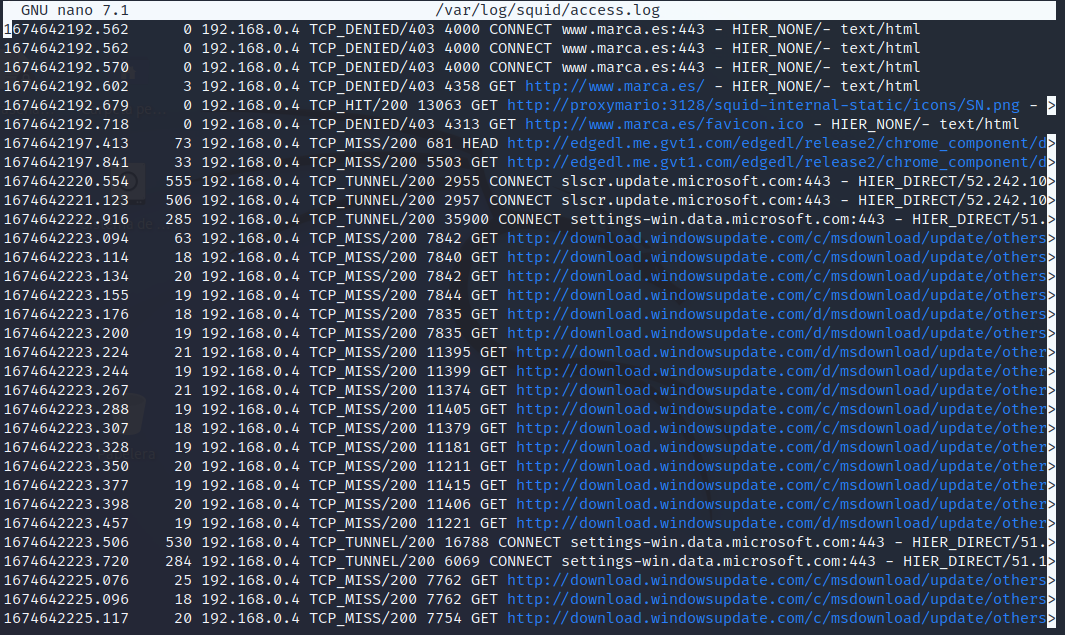 GNU nano 7.1 /var/log/squid/access.log
1674642192.562 0 192.168.0.4 TCP_DENIED/403 4000 CONNECT www.marca.es:443 - HIER_NONE/- text/html
1674642192.562 0 192.168.0.4 TCP_DENIED/403 4000 CONNECT www.marca.es:443 - HIER_NONE/- text/html
1674642192.570 0 192.168.0.4 TCP_DENIED/403 4000 CONNECT www.marca.es:443 - HIER_NONE/- text/html
1674642192.602 3 192.168.0.4 TCP_DENIED/403 4358 GET http://www.marca.es/ - HIER_NONE/- text/html
1674642192.679 0 192.168.0.4 TCP_HIT/200 13063 GET http://proxymario:3128/squid-internal-static/icons/SN.png - >
1674642192.718 0 192.168.0.4 TCP_DENIED/403 4313 GET http://www.marca.es/favicon.ico - HIER_NONE/- text/html
1674642197.413 73 192.168.0.4 TCP_MISS/200 681 HEAD http://edgedl.me.gvt1.com/edgedl/release2/chrome_component/d>
1674642197.841 33 192.168.0.4 TCP_MISS/200 5503 GET http://edgedl.me.gvt1.com/edgedl/release2/chrome_component/d>
1674642220.554 555 192.168.0.4 TCP_TUNNEL/200 2955 CONNECT slscr.update.microsoft.com:443 - HIER_DIRECT/52.242.10>
1674642221.123 506 192.168.0.4 TCP_TUNNEL/200 2957 CONNECT slscr.update.microsoft.com:443 - HIER_DIRECT/52.242.10>
1674642222.916 285 192.168.0.4 TCP_TUNNEL/200 35900 CONNECT settings-win.data.microsoft.com:443 - HIER_DIRECT/51.>
1674642223.094 63 192.168.0.4 TCP_MISS/200 7842 GET http://download.windowsupdate.com/c/msdownload/update/others>
1674642223.114 18 192.168.0.4 TCP_MISS/200 7840 GET http://download.windowsupdate.com/c/msdownload/update/others>
1674642223.134 20 192.168.0.4 TCP_MISS/200 7842 GET http://download.windowsupdate.com/c/msdownload/update/others>
1674642223.155 19 192.168.0.4 TCP_MISS/200 7844 GET http://download.windowsupdate.com/c/msdownload/update/others>
1674642223.176 18 192.168.0.4 TCP_MISS/200 7835 GET http://download.windowsupdate.com/d/msdownload/update/others>
1674642223.200 19 192.168.0.4 TCP_MISS/200 7835 GET http://download.windowsupdate.com/d/msdownload/update/others>
1674642223.224 21 192.168.0.4 TCP_MISS/200 11395 GET http://download.windowsupdate.com/d/msdownload/update/other>
1674642223.244 19 192.168.0.4 TCP_MISS/200 11399 GET http://download.windowsupdate.com/d/msdownload/update/other>
1674642223.267 21 192.168.0.4 TCP_MISS/200 11374 GET http://download.windowsupdate.com/d/msdownload/update/other>
1674642223.288 19 192.168.0.4 TCP_MISS/200 11405 GET http://download.windowsupdate.com/c/msdownload/update/other>
1674642223.307 18 192.168.0.4 TCP_MISS/200 11379 GET http://download.windowsupdate.com/c/msdownload/update/other>
1674642223.328 19 192.168.0.4 TCP_MISS/200 11181 GET http://download.windowsupdate.com/d/msdownload/update/other>
1674642223.350 20 192.168.0.4 TCP_MISS/200 11211 GET http://download.windowsupdate.com/c/msdownload/update/other>
1674642223.377 19 192.168.0.4 TCP_MISS/200 11415 GET http://download.windowsupdate.com/c/msdownload/update/other>
1674642223.398 20 192.168.0.4 TCP_MISS/200 11406 GET http://download.windowsupdate.com/c/msdownload/update/other>
1674642223.457 19 192.168.0.4 TCP_MISS/200 11221 GET http://download.windowsupdate.com/d/msdownload/update/other>
1674642223.506 530 192.168.0.4 TCP_TUNNEL/200 16788 CONNECT settings-win.data.microsoft.com:443 - HIER_DIRECT/51.>
1674642223.720 284 192.168.0.4 TCP_TUNNEL/200 6069 CONNECT settings-win.data.microsoft.com:443 - HIER_DIRECT/51.1>
1674642225.076 25 192.168.0.4 TCP_MISS/200 7762 GET http://download.windowsupdate.com/c/msdownload/update/others>
1674642225.096 18 192.168.0.4 TCP_MISS/200 7762 GET http://download.windowsupdate.com/c/msdownload/update/others>
1674642225.117 20 192.168.0.4 TCP_MISS/200 7754 GET http://download.windowsupdate.com/c/msdownload/update/others>